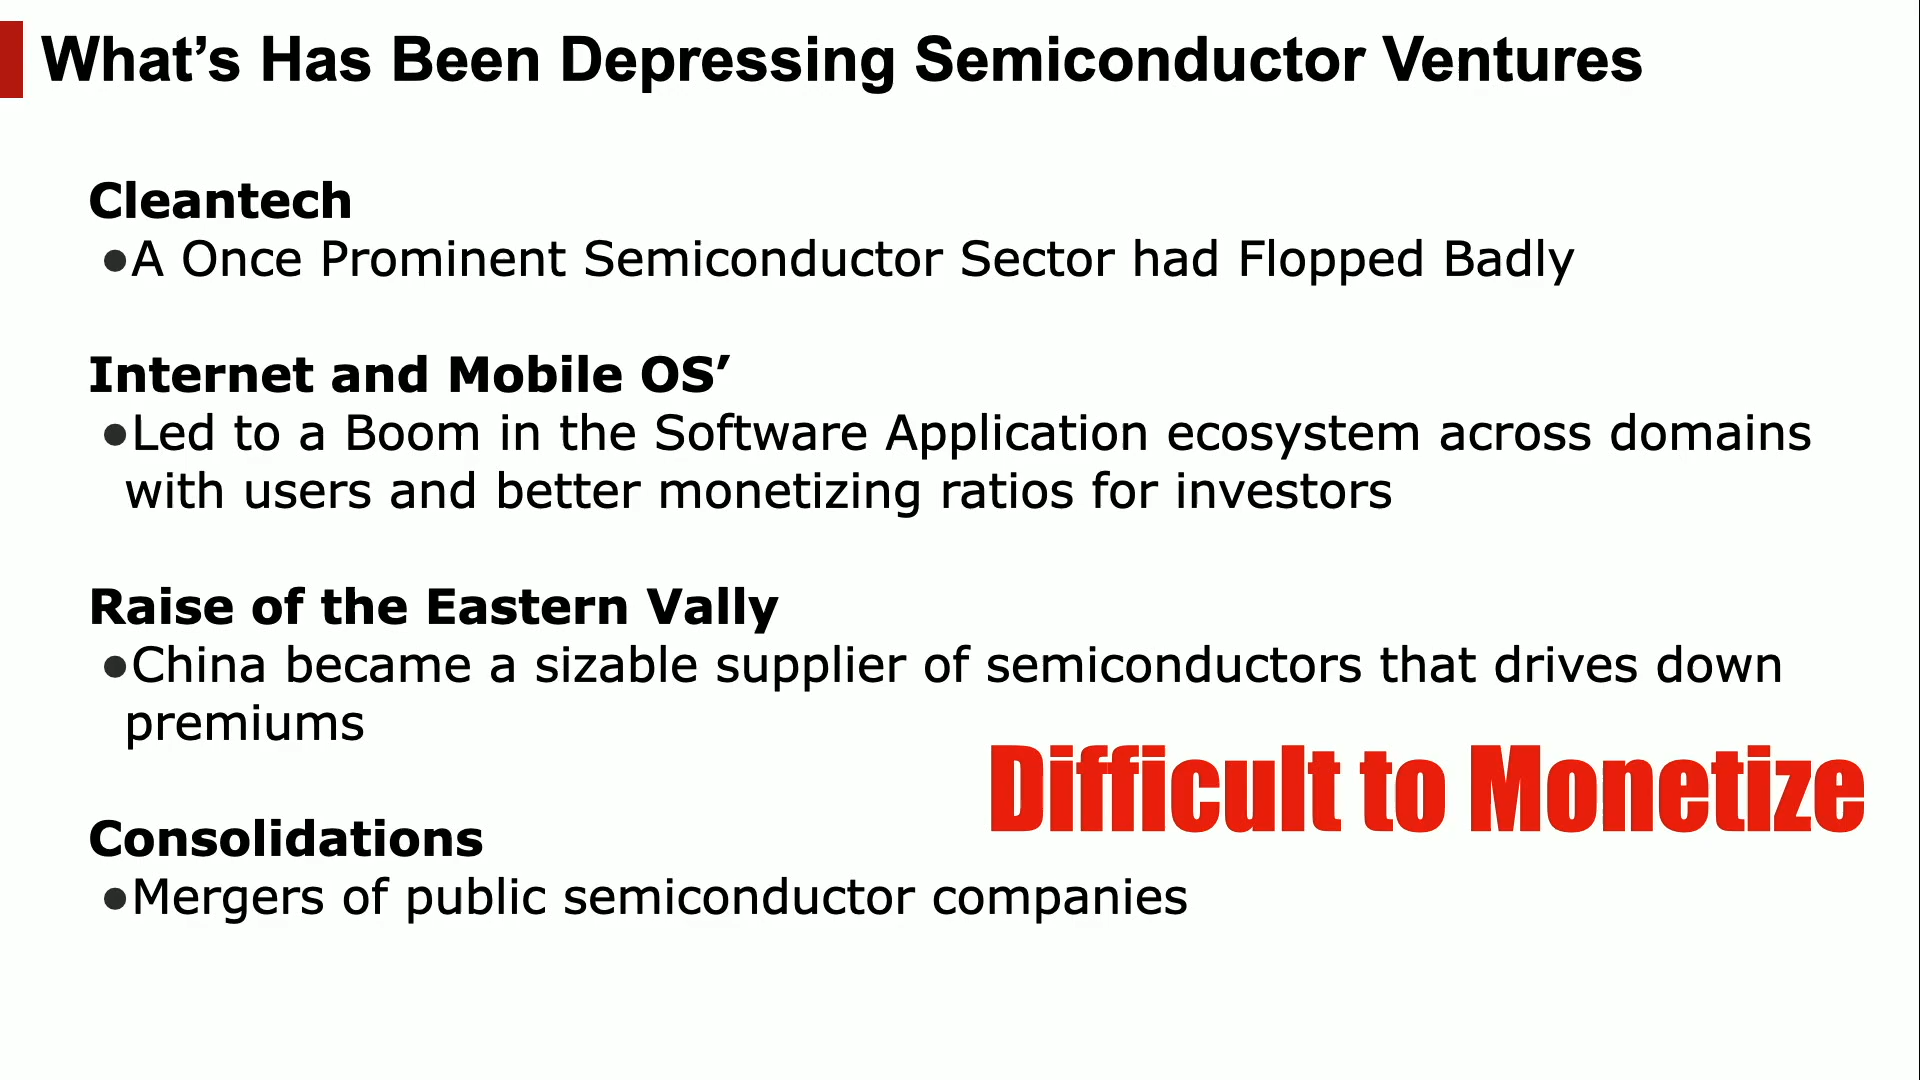 What’s Has Been Depressing Semiconductor Ventures
Cleantech
●A Once Prominent Semiconductor Sector had Flopped Badly
Internet and Mobile OS’
●Led to a Boom in the Software Application ecosystem across domains
with users and better monetizing ratios for investors
Raise of the Eastern Vally
●China became a sizable supplier of semiconductors that drives down
premiums
Difficult to Monetize
Consolidations
●Mergers of public semiconductor companies